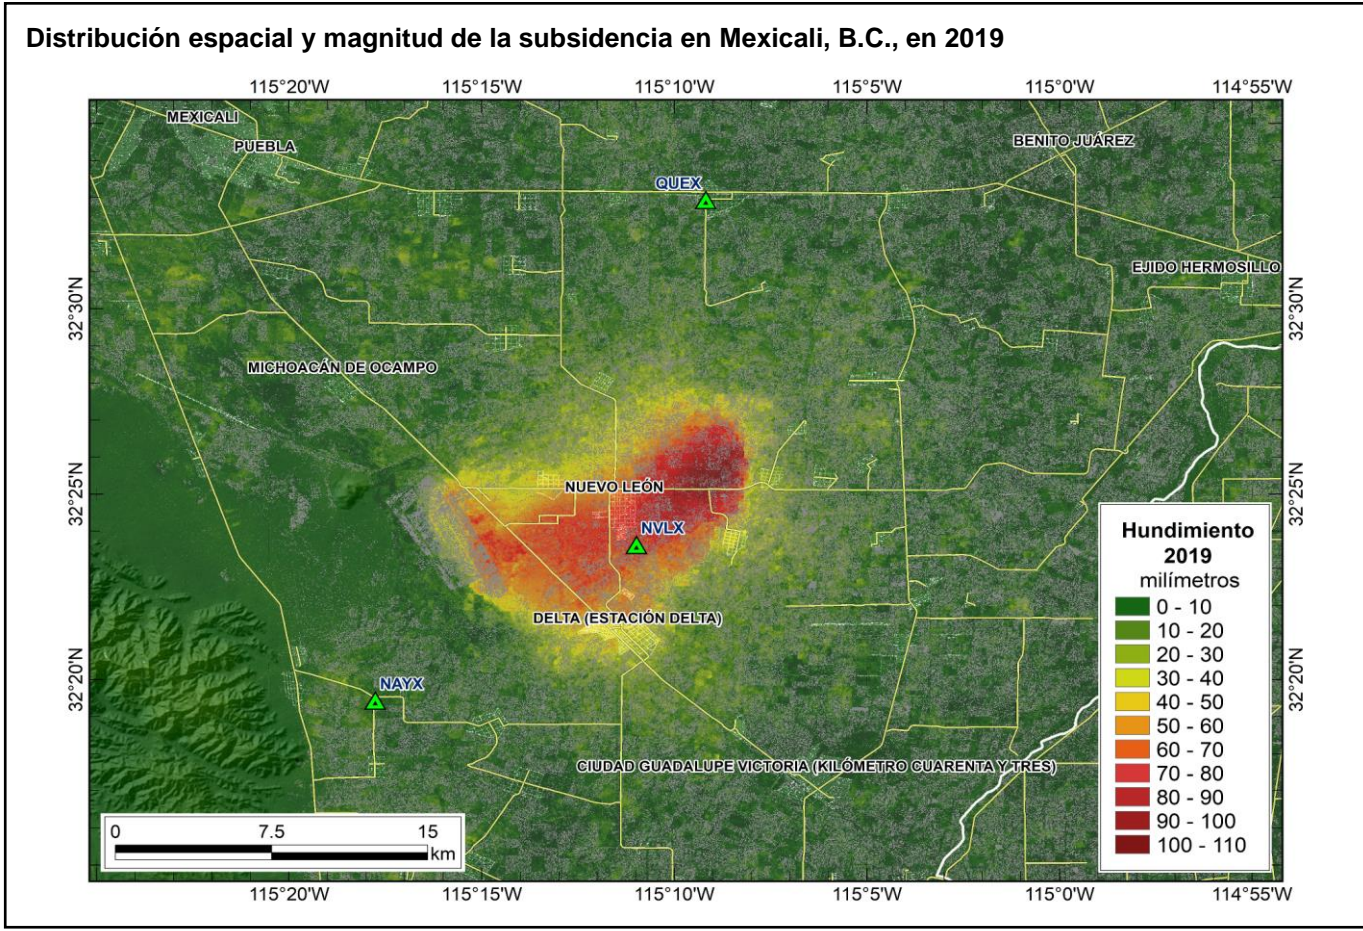 Distribución espacial y magnitud de la subsidencia en Mexicali, B.C., en 2019
115°20'W 115°15'W 115°10'W 115°5'W 115°0'W 114°55'W
MEXICALI
PUEBLA
BENITO JUÁREZ
QUEX
EJIDO HERMOSILLO
32°30'N 32°30'N
MICHOACÁN DE OCAMPO
32°25'N 32°25'N
NUEVO LEÓN
NVLX
DELTA (ESTACIÓN DELTA)
32°20'N 32°20'N
NAYX
CIUDAD GUADALUPE VICTORIA (KILÓMETRO CUARENTA Y TRES)
Hundimiento
2019
milímetros
0 - 10
10 - 20
20 - 30
30 - 40
40 - 50
50 - 60
60 - 70
70 - 80
80 - 90
90 - 100
100 - 110
0 7.5 15
km
115°20'W 115°15'W 115°10'W 115°5'W 115°0'W 114°55'W